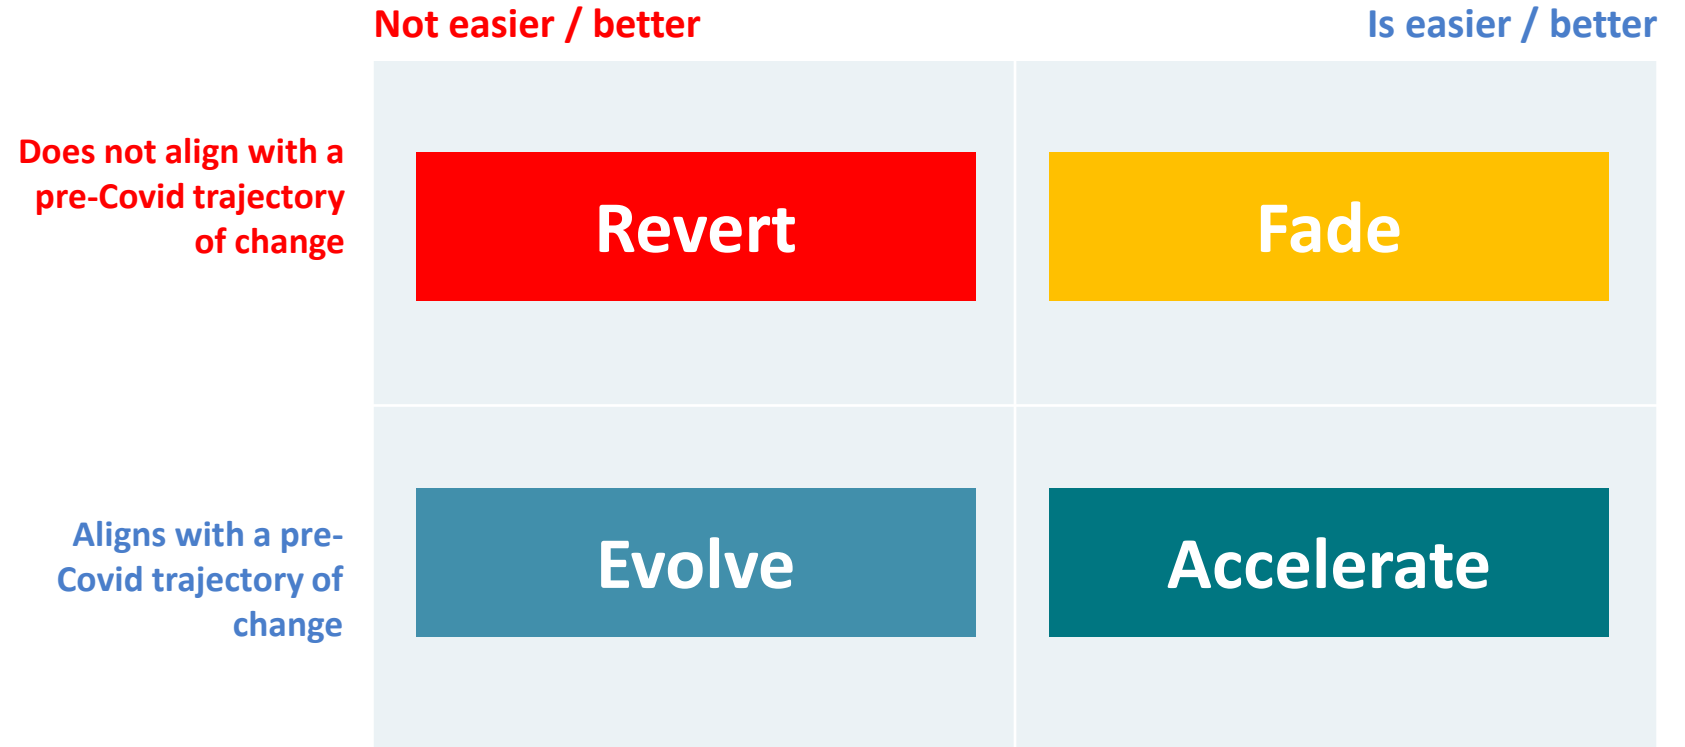 Not easier / better
Is easier / better
Does not align with a
pre-Covid trajectory
of change
Revert
Fade
Aligns with a pre-
Covid trajectory of
change
Evolve
Accelerate